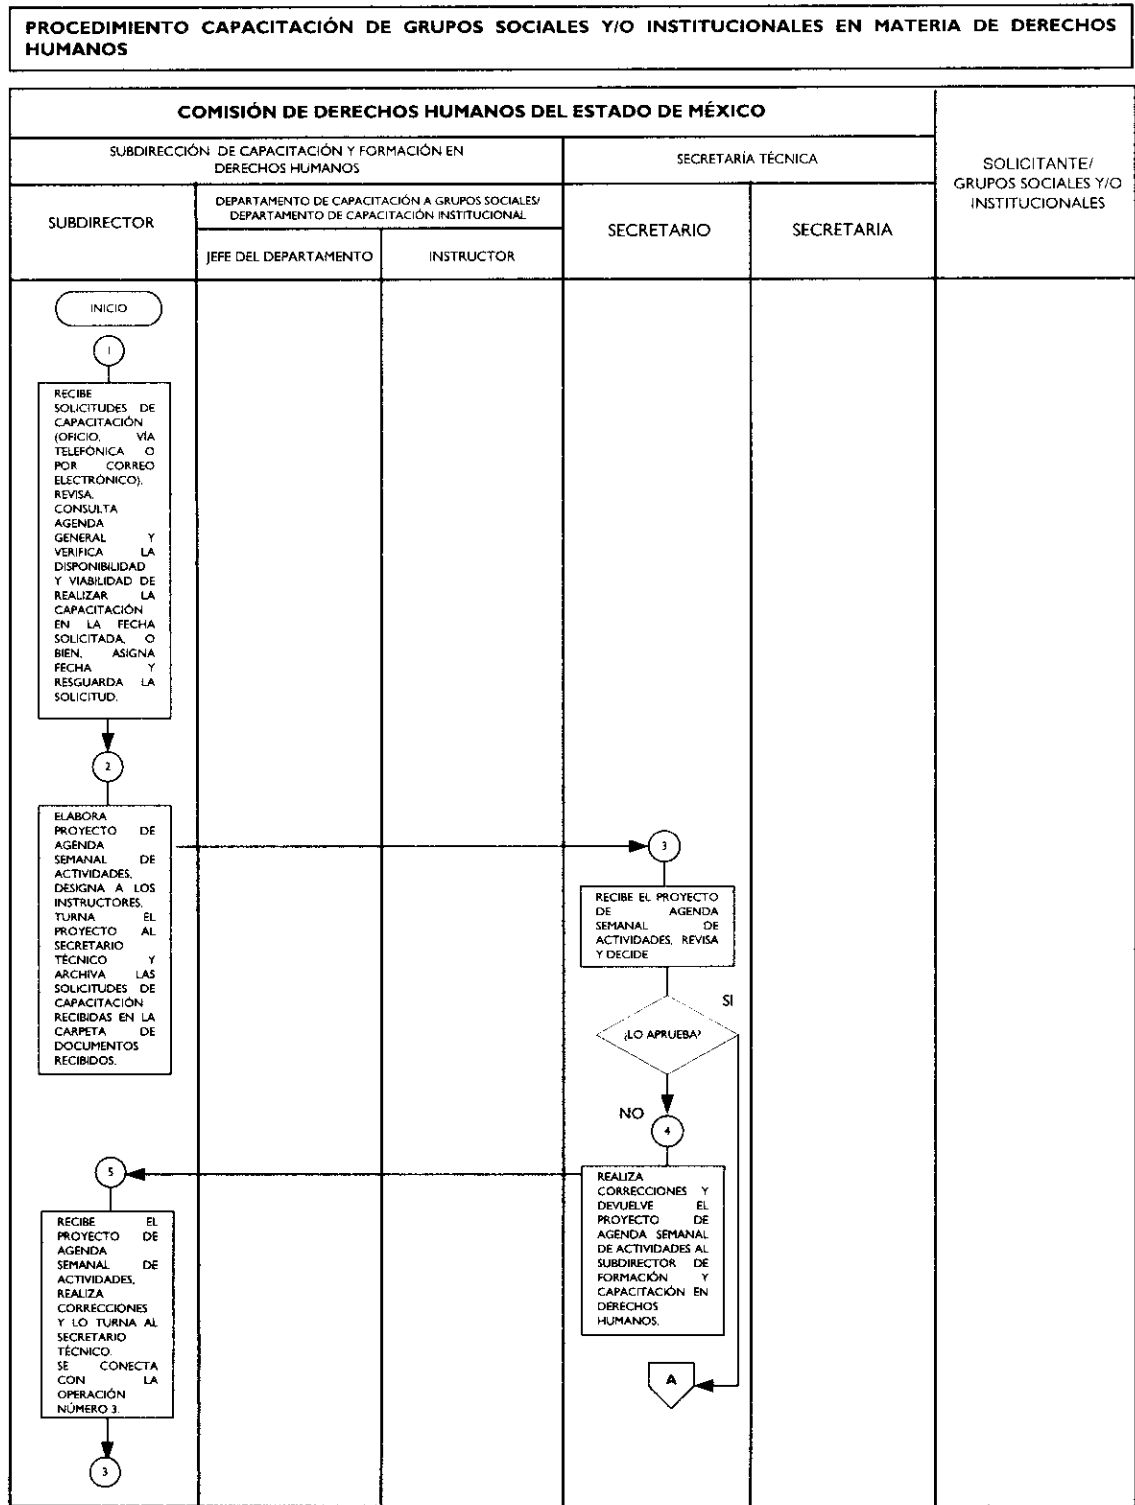 PROCEDIMIENTO CAPACITACIÓN DE GRUPOS SOCIALES Y/O INSTITUCIONALES EN MATERIA DE DERECHOS
HUMANOS
COMISIÓN DE DERECHOS HUMANOS DEL ESTADO DE MÉXICO
SUBDIRECCIÓN DE CAPACITACIÓN Y FORMACIÓN EN
DERECHOS HUMANOS
SECRETARÍA TÉCNICA
SOLICITANTE/
GRUPOS SOCIALES Y/O
INSTITUCIONALES
SUBDIRECTOR
DEPARTAMENTO DE CAPACITACIÓN A GRUPOS SOCIALES/
DEPARTAMENTO DE CAPACITACIÓN INSTITUCIONAL
JEFE DEL DEPARTAMENTO
INSTRUCTOR
SECRETARIO
SECRETARIA
INICIO
1
RECIBE
SOLICITUDES DE
CAPACITACIÓN
(OFICIO, VÍA
TELEFÓNICA O
POR CORREO
ELECTRÓNICO),
REVISA,
CONSULTA
AGENDA
GENERAL Y
VERIFICA LA
DISPONIBILIDAD
Y VIABILIDAD DE
REALIZAR LA
CAPACITACIÓN
EN LA FECHA
SOLICITADA, O
BIEN, ASIGNA
FECHA Y
RESGUARDA LA
SOLICITUD.
2
ELABORA
PROYECTO DE
AGENDA
SEMANAL DE
ACTIVIDADES,
DESIGNA A LOS
INSTRUCTORES,
TURNA EL
PROYECTO AL
SECRETARIO
TÉCNICO Y
ARCHIVA LAS
SOLICITUDES DE
CAPACITACIÓN
RECIBIDAS EN LA
CARPETA DE
DOCUMENTOS
RECIBIDOS.
3
RECIBE EL PROYECTO
DE AGENDA
SEMANAL DE
ACTIVIDADES, REVISA
Y DECIDE
SI
¿LO APRUEBA?
NO
4
REALIZA
CORRECCIONES Y
DEVUELVE EL
PROYECTO DE
AGENDA SEMANAL
DE ACTIVIDADES AL
SUBDIRECTOR DE
FORMACIÓN Y
CAPACITACIÓN EN
DERECHOS
HUMANOS.
5
RECIBE EL
PROYECTO DE
AGENDA
SEMANAL DE
ACTIVIDADES,
REALIZA
CORRECCIONES
Y LO TURNA AL
SECRETARIO
TÉCNICO.
SE CONECTA
CON LA
OPERACIÓN
NÚMERO 3.
A
3